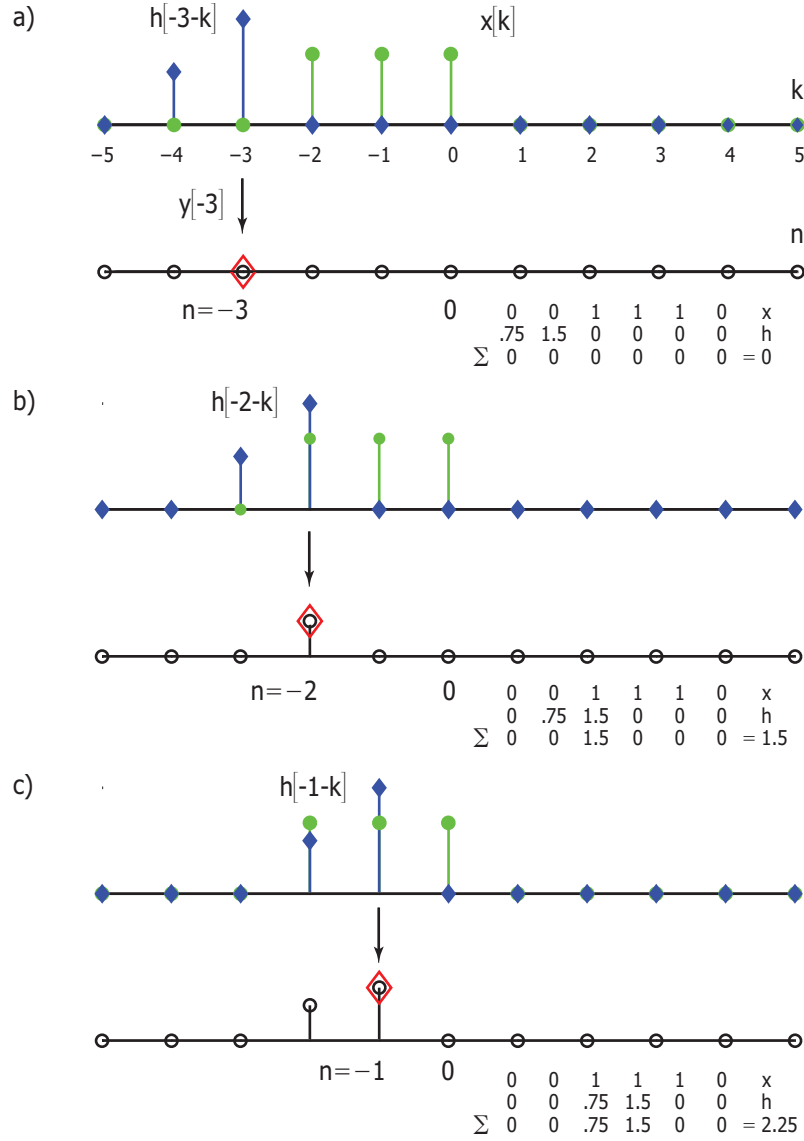 a) h[-3-k] x[k]
k
−5 −4 −3 −2 −1 0 1 2 3 4 5
y[-3]
n
n=−3 0
0 0 1 1 1 0 x
.75 1.5 0 0 0 0 h
∑ 0 0 0 0 0 0 = 0
b) h[-2-k]
n=−2 0
0 0 1 1 1 0 x
0 .75 1.5 0 0 0 h
∑ 0 0 1.5 0 0 0 = 1.5
c) h[-1-k]
n=−1 0
0 0 1 1 1 0 x
0 0 .75 1.5 0 0 h
∑ 0 0 .75 1.5 0 0 = 2.25